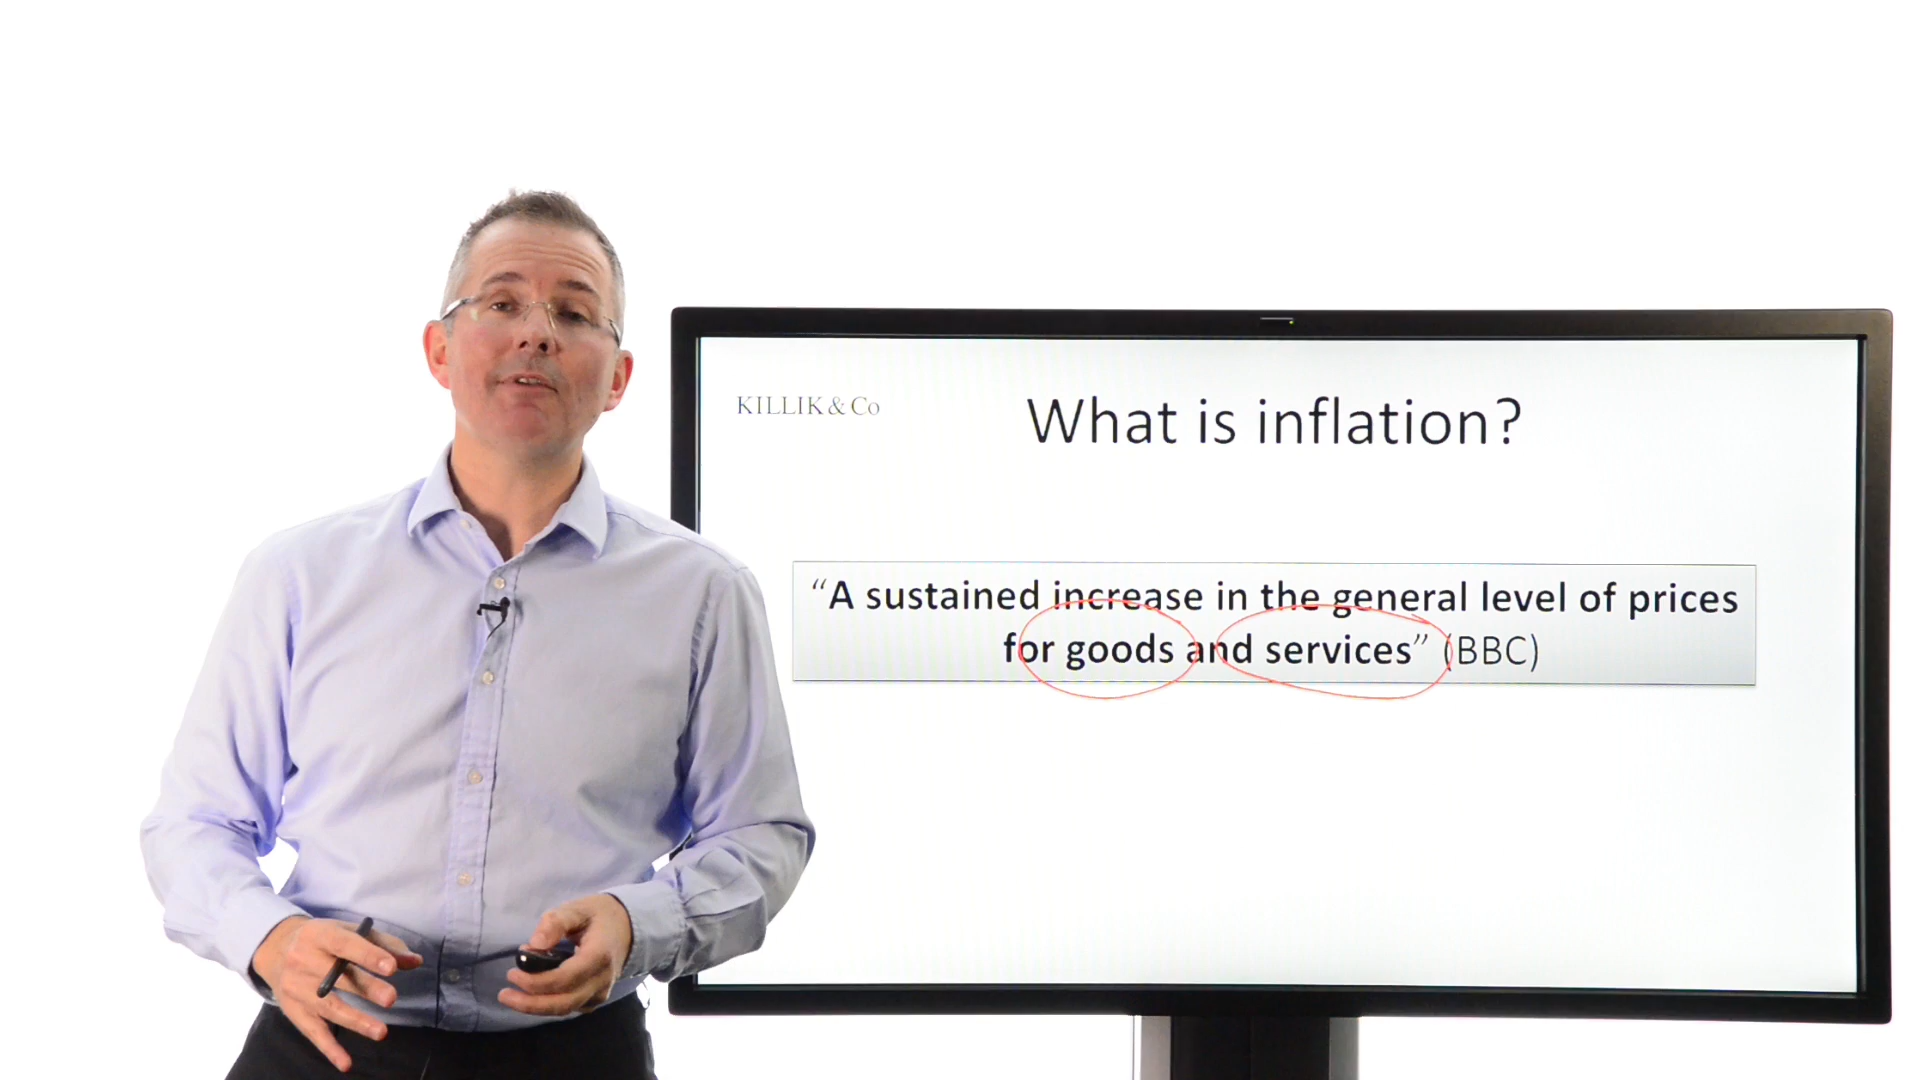 KILLIK & Co
What is inflation?
“A sustained increase in the general level of prices
for goods and services” (BBC)